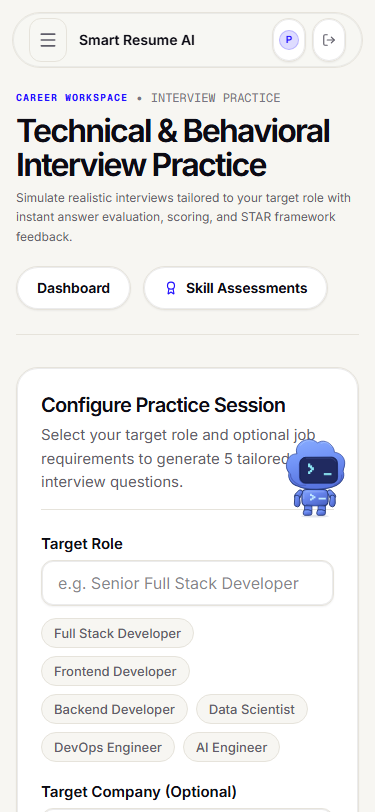 Smart Resume AI
P
CAREER WORKSPACE • INTERVIEW PRACTICE
Technical & Behavioral
Interview Practice
Simulate realistic interviews tailored to your target role with
instant answer evaluation, scoring, and STAR framework
feedback.
Dashboard
Skill Assessments
Configure Practice Session
Select your target role and optional job
requirements to generate 5 tailored
interview questions.
Target Role
e.g. Senior Full Stack Developer
Full Stack Developer
Frontend Developer
Backend Developer
Data Scientist
DevOps Engineer
AI Engineer
Target Company (Optional)